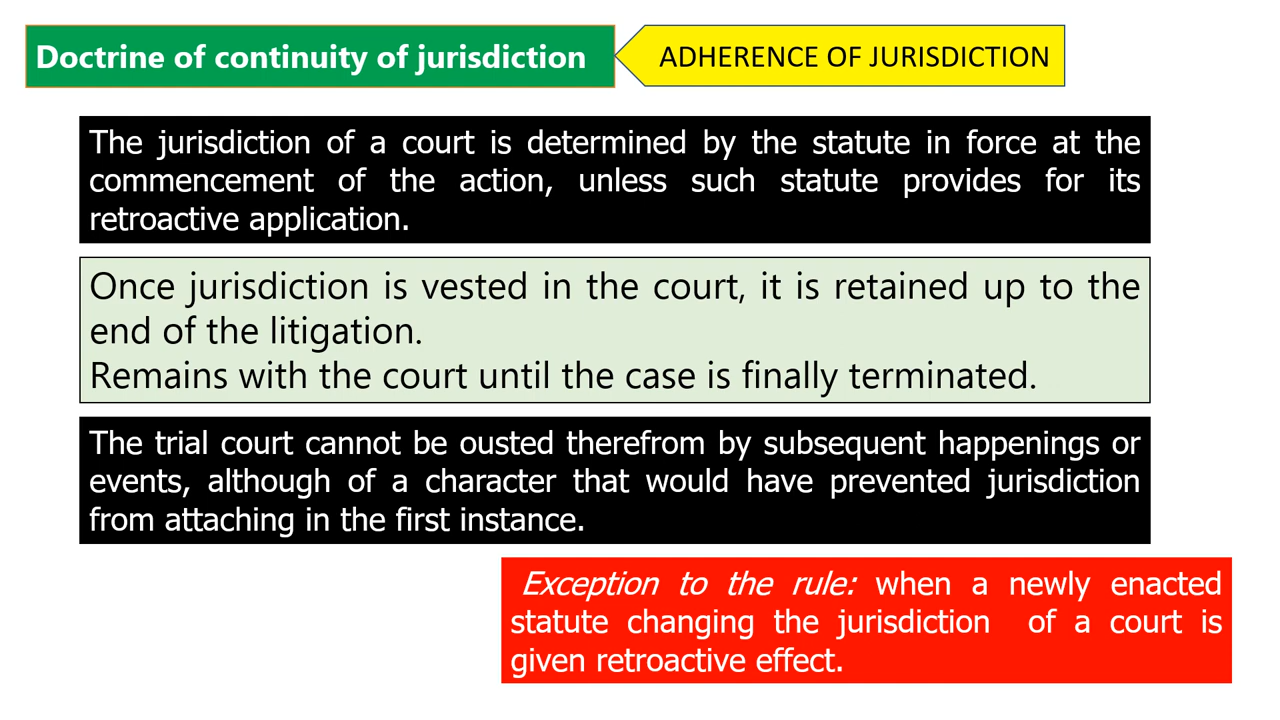 Doctrine of continuity of jurisdiction
ADHERENCE OF JURISDICTION
The jurisdiction of a court is determined by the statute in force at the
commencement of the action, unless such statute provides for its
retroactive application.
Once jurisdiction is vested in the court, it is retained up to the
end of the litigation.
Remains with the court until the case is finally terminated.
The trial court cannot be ousted therefrom by subsequent happenings or
events, although of a character that would have prevented jurisdiction
from attaching in the first instance.
Exception to the rule: when a newly enacted
statute changing the jurisdiction of a court is
given retroactive effect.